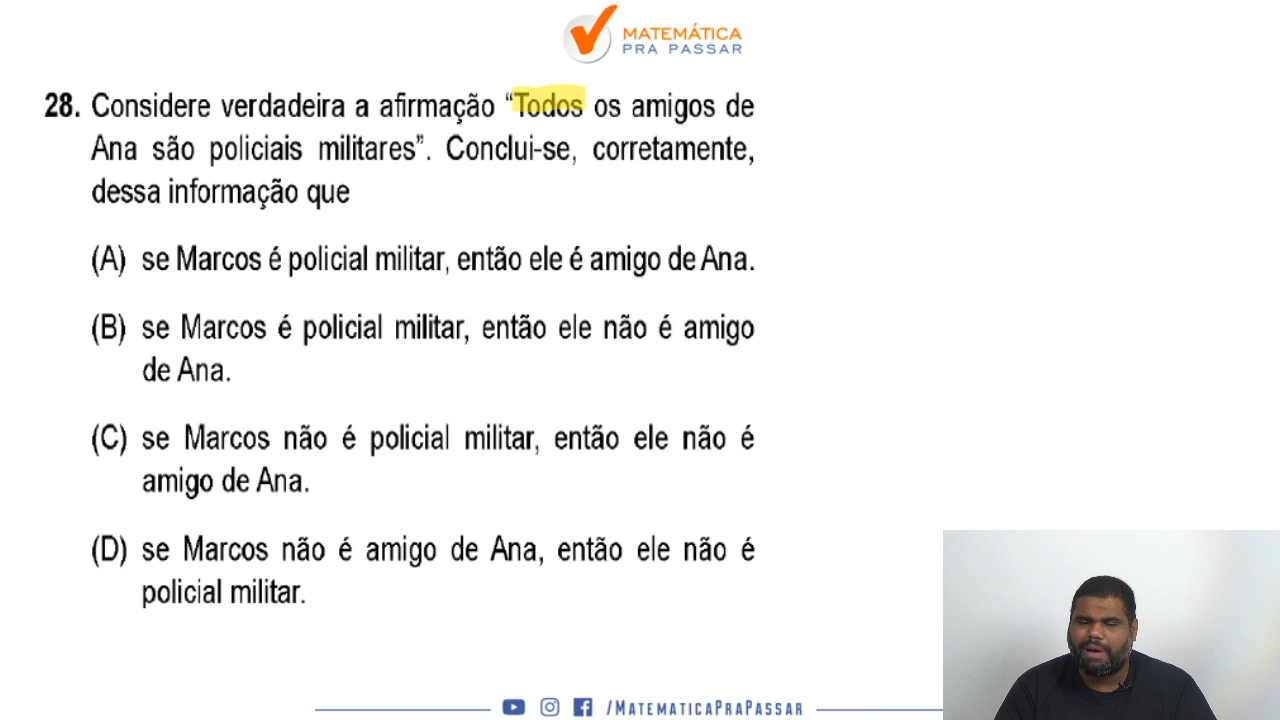 MATEMÁTICA
PRA PASSAR
28. Considere verdadeira a afirmação “Todos os amigos de
Ana são policiais militares”. Conclui-se, corretamente,
dessa informação que
(A) se Marcos é policial militar, então ele é amigo de Ana.
(B) se Marcos é policial militar, então ele não é amigo
de Ana.
(C) se Marcos não é policial militar, então ele não é
amigo de Ana.
(D) se Marcos não é amigo de Ana, então ele não é
policial militar.
/MATEMATICAPRAPASSAR